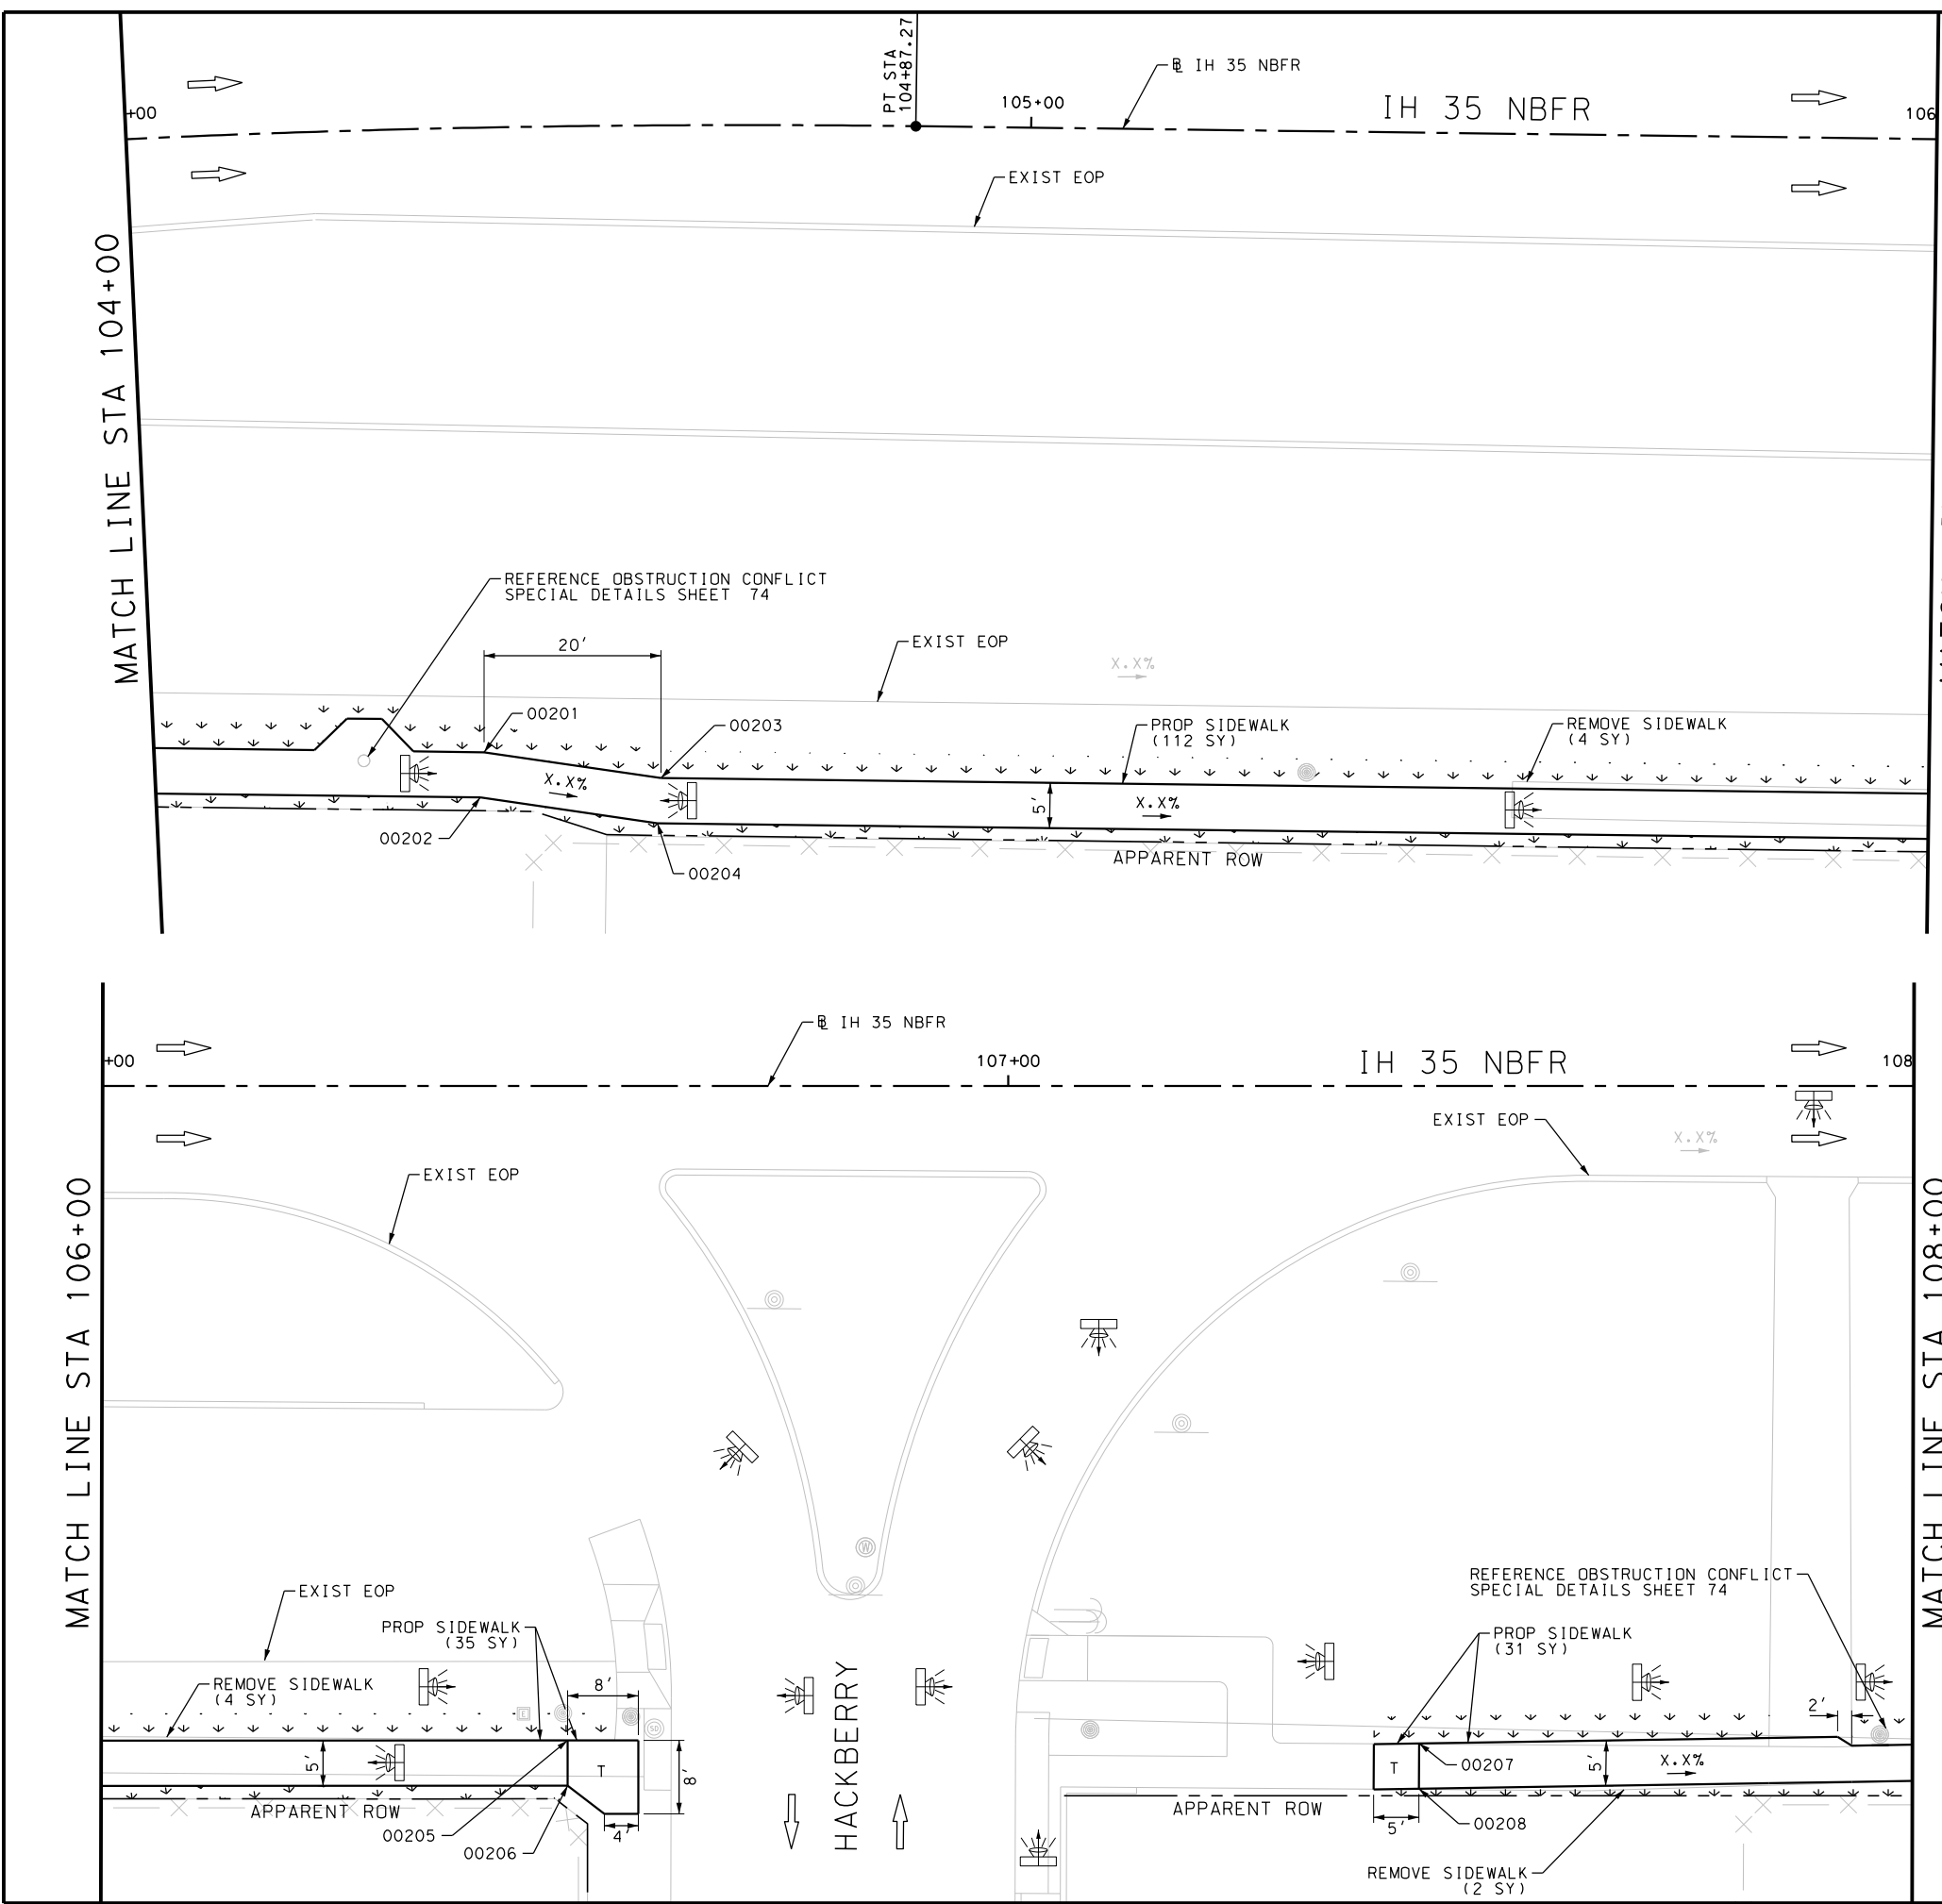 PT STA
104+87.27
℄ IH 35 NBFR
+00
105+00
IH 35 NBFR
106
EXIST EOP
MATCH LINE STA 104+00
REFERENCE OBSTRUCTION CONFLICT
SPECIAL DETAILS SHEET 74
20'
EXIST EOP
X.X%
00201
00203
PROP SIDEWALK
(112 SY)
REMOVE SIDEWALK
(4 SY)
X.X%
5'
X.X%
00202
00204
APPARENT ROW
℄ IH 35 NBFR
+00
107+00
IH 35 NBFR
108
EXIST EOP
X.X%
EXIST EOP
MATCH LINE STA 106+00
MATCH LINE STA 108+00
EXIST EOP
PROP SIDEWALK
(35 SY)
REFERENCE OBSTRUCTION CONFLICT
SPECIAL DETAILS SHEET 74
PROP SIDEWALK
(31 SY)
REMOVE SIDEWALK
(4 SY)
8'
2'
W
SD
HACKBERRY
5'
T
8'
T
00207
5'
X.X%
APPARENT ROW
4'
00205
00206
APPARENT ROW
5'
00208
REMOVE SIDEWALK
(2 SY)